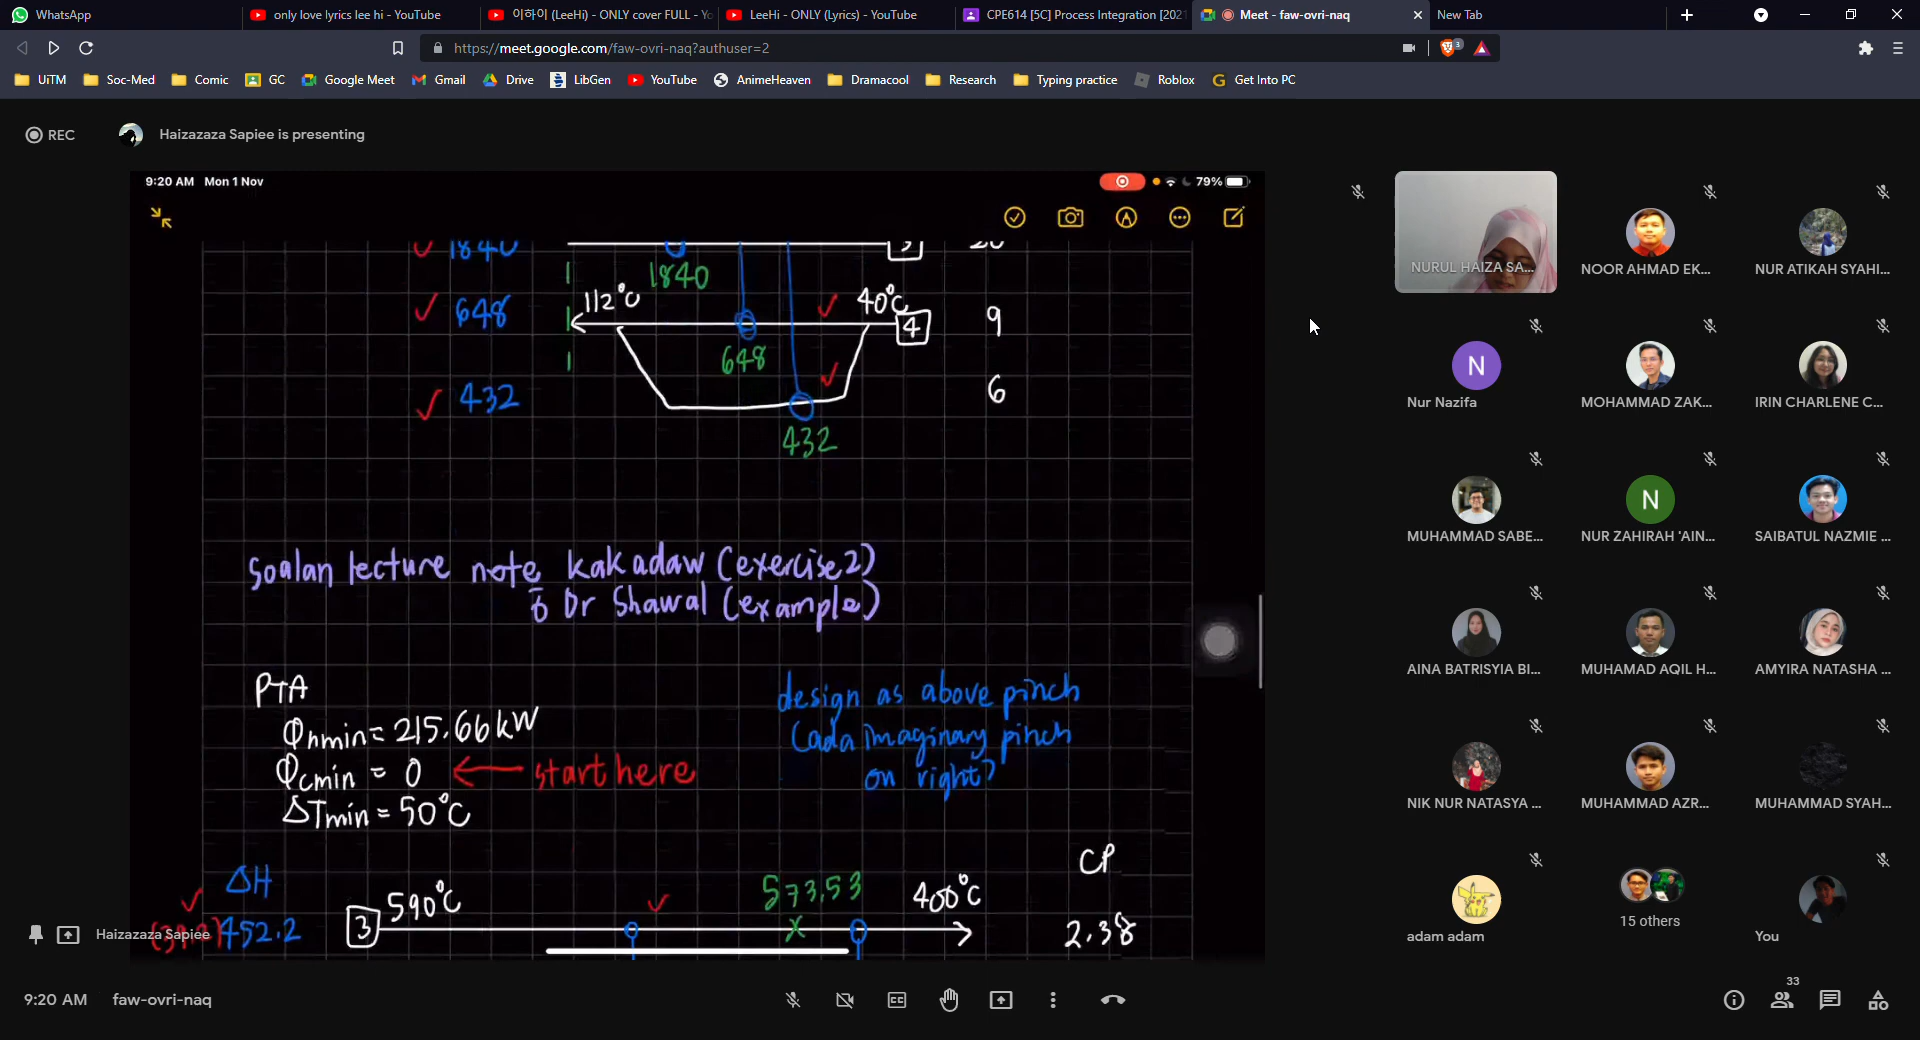 WhatsApp
only love lyrics lee hi - YouTube
이하이 (LeeHi) - ONLY cover FULL - Yo
LeeHi - ONLY (Lyrics) - YouTube
CPE614 [5C] Process Integration [2021
Meet - faw-ovri-naq
New Tab
https://meet.google.com/faw-ovri-naq?authuser=2
3
UiTM
Soc-Med
Comic
GC
Google Meet
Gmail
Drive
LibGen
YouTube
AnimeHeaven
Dramacool
Research
Typing practice
Roblox
Get Into PC
REC
Haizazaza Sapiee is presenting
9:20 AM Mon 1 Nov
79%
1840
3
20
1840
112°C
40°C
648
4
9
648
432
6
432
soalan lecture note kak adaw (exercise 2)
Dr Shawal (example)
PTA
Qhmin = 215.66 kW
Qcmin = 0 ← start here
ΔTmin = 50°C
design as above pinch
(ada imaginary pinch
on right)
ΔH
452.2
3
590°C
573.53
x
400°C
CP
2.38
Haizazaza Sapiee
NURUL HAIZA SA...
NOOR AHMAD EK...
NUR ATIKAH SYAHI...
N
Nur Nazifa
MOHAMMAD ZAK...
IRIN CHARLENE C...
MUHAMMAD SABE...
N
NUR ZAHIRAH 'AIN...
SAIBATUL NAZMIE ...
AINA BATRISYIA BI...
MUHAMAD AQIL H...
AMYIRA NATASHA ...
NIK NUR NATASYA ...
MUHAMMAD AZR...
MUHAMMAD SYAH...
adam adam
15 others
You
9:20 AM
faw-ovri-naq
33